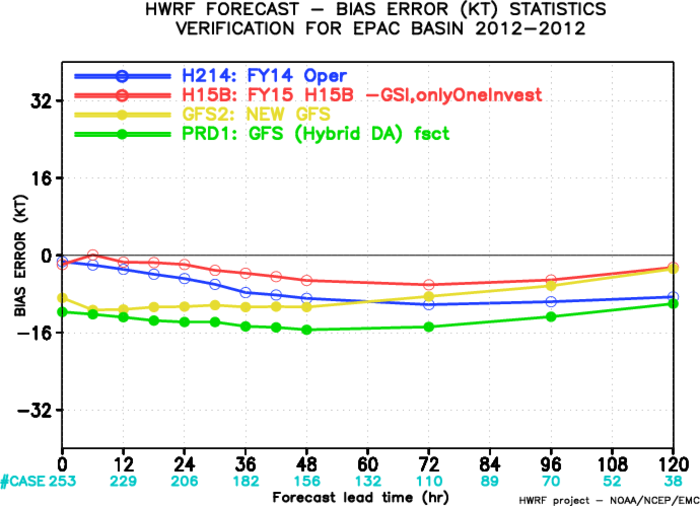 HWRF FORECAST – BIAS ERROR (KT) STATISTICS
VERIFICATION FOR EPAC BASIN 2012–2012
H214: FY14 Oper
H15B: FY15 H15B –GSI,onlyOneInvest
GFS2: NEW GFS
PRD1: GFS (Hybrid DA) fsct
32
16
0
–16
–32
BIAS ERROR (KT)
0 12 24 36 48 60 72 84 96 108 120
#CASE 253 229 206 182 156 132 110 89 70 52 38
Forecast lead time (hr)
HWRF project – NOAA/NCEP/EMC